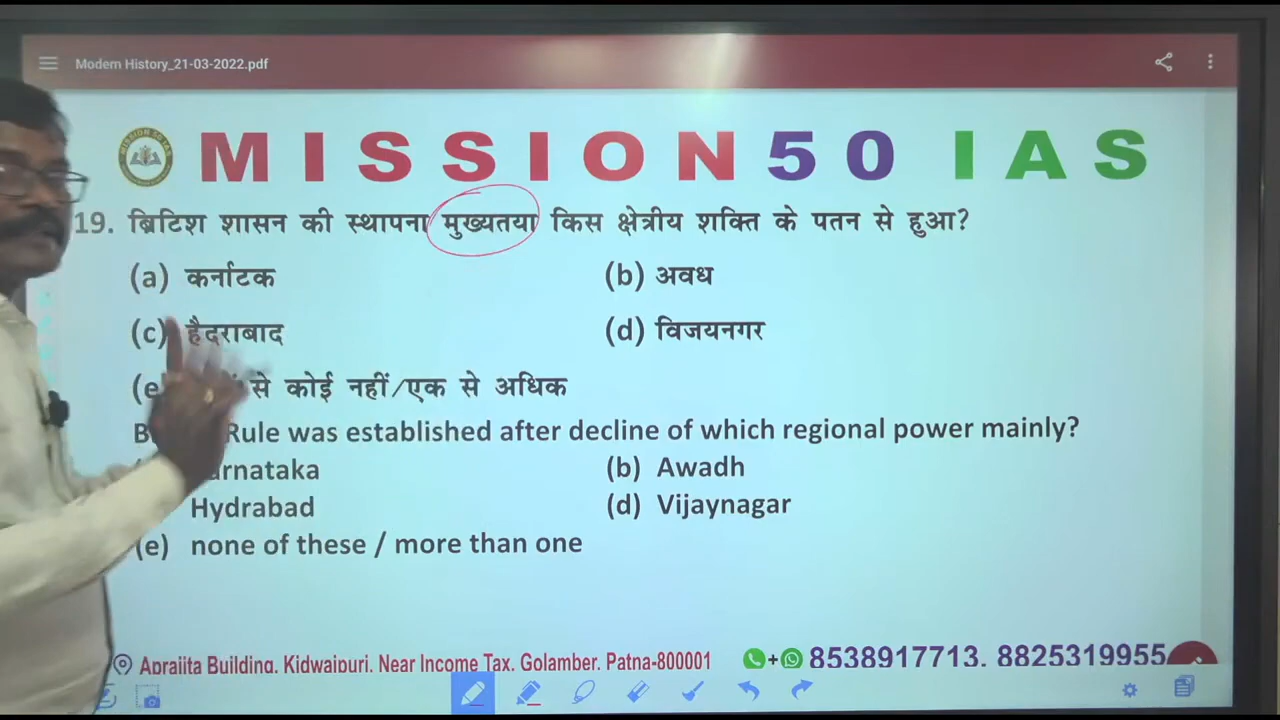 Modern History_21-03-2022.pdf
MISSION 50 IAS
19. ब्रिटिश शासन की स्थापना मुख्यतया किस क्षेत्रीय शक्ति के पतन से हुआ?
(a) कर्नाटक (b) अवध
(c) हैदराबाद (d) विजयनगर
(e से कोई नहीं/एक से अधिक
Rule was established after decline of which regional power mainly?
arnataka (b) Awadh
Hydrabad (d) Vijaynagar
(e) none of these / more than one
Aprajita Building, Kidwaipuri, Near Income Tax, Golamber, Patna-800001 + 8538917713, 8825319955